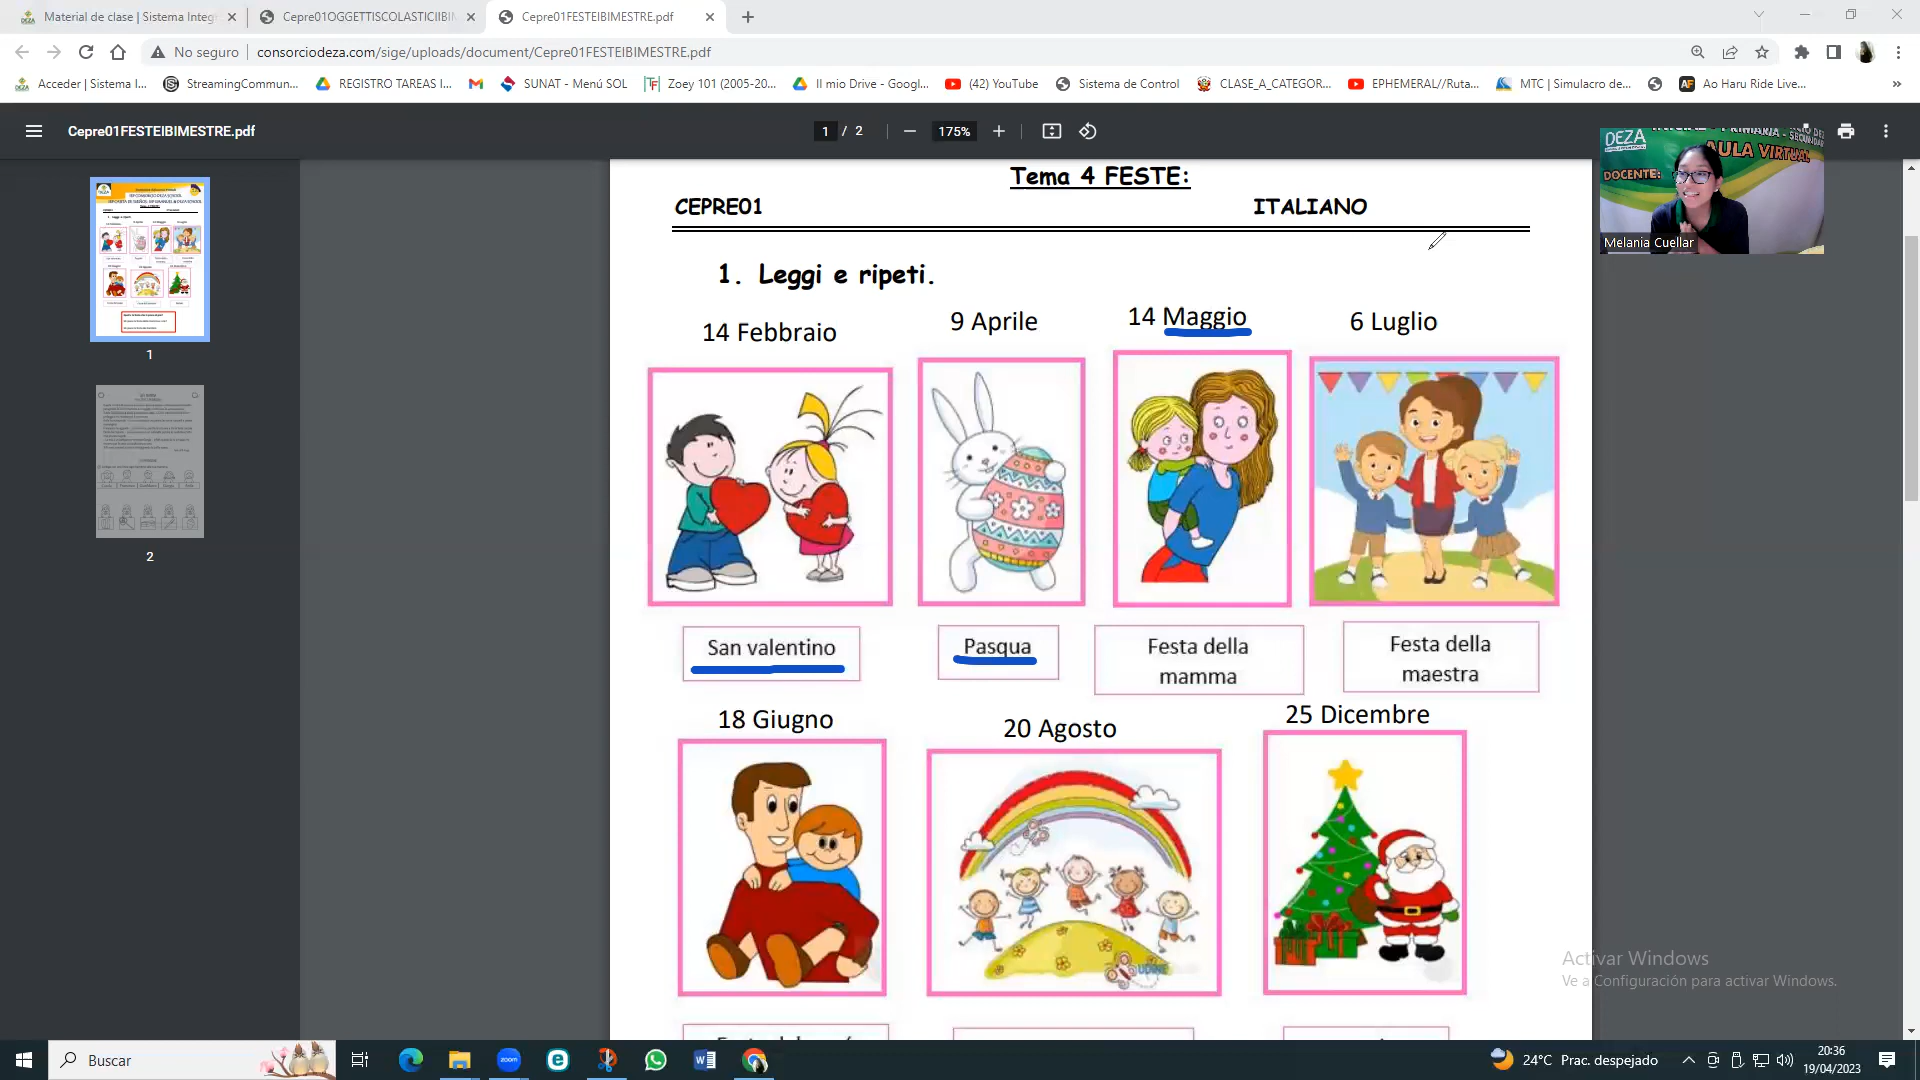 Material de clase | Sistema Integ
Cepre01OGGETTISCOLASTICIIBIM
Cepre01FESTEIBIMESTRE.pdf
No seguro
consorciodeza.com/sige/uploads/document/Cepre01FESTEIBIMESTRE.pdf
Acceder | Sistema I...
StreamingCommun...
REGISTRO TAREAS I...
SUNAT - Menú SOL
Zoey 101 (2005-20...
Il mio Drive - Googl...
(42) YouTube
Sistema de Control
CLASE_A_CATEGOR...
EPHEMERAL//Ruta...
MTC | Simulacro de...
Ao Haru Ride Live...
Cepre01FESTEIBIMESTRE.pdf
1 / 2
175%
DEZA
AULA VIRTUAL
DOCENTE:
Melania Cuellar
1
2
Tema 4 FESTE:
CEPRE01
ITALIANO
1. Leggi e ripeti.
14 Febbraio
9 Aprile
14 Maggio
6 Luglio
San valentino
Pasqua
Festa della
mamma
Festa della
maestra
18 Giugno
20 Agosto
25 Dicembre
Activar Windows
Ve a Configuración para activar Windows.
Buscar
zoom
24°C Prac. despejado
20:36
19/04/2023